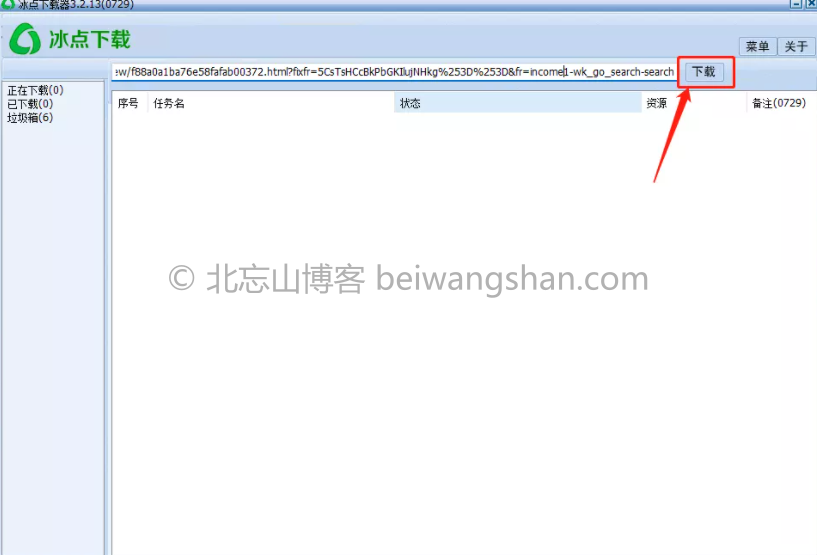 冰点下载器3.2.13(0729)
冰点下载
菜单 关于
ew/f88a0a1ba76e58fafab00372.html?fixfr=5CsTsHCcBkPbGKIlujNHkg%253D%253D&fr=income1-wk_go_search-search 下载
正在下载(0)
已下载(0)
垃圾箱(6)
序号 任务名 状态 资源 备注(0729)
© 北忘山博客 beiwangshan.com